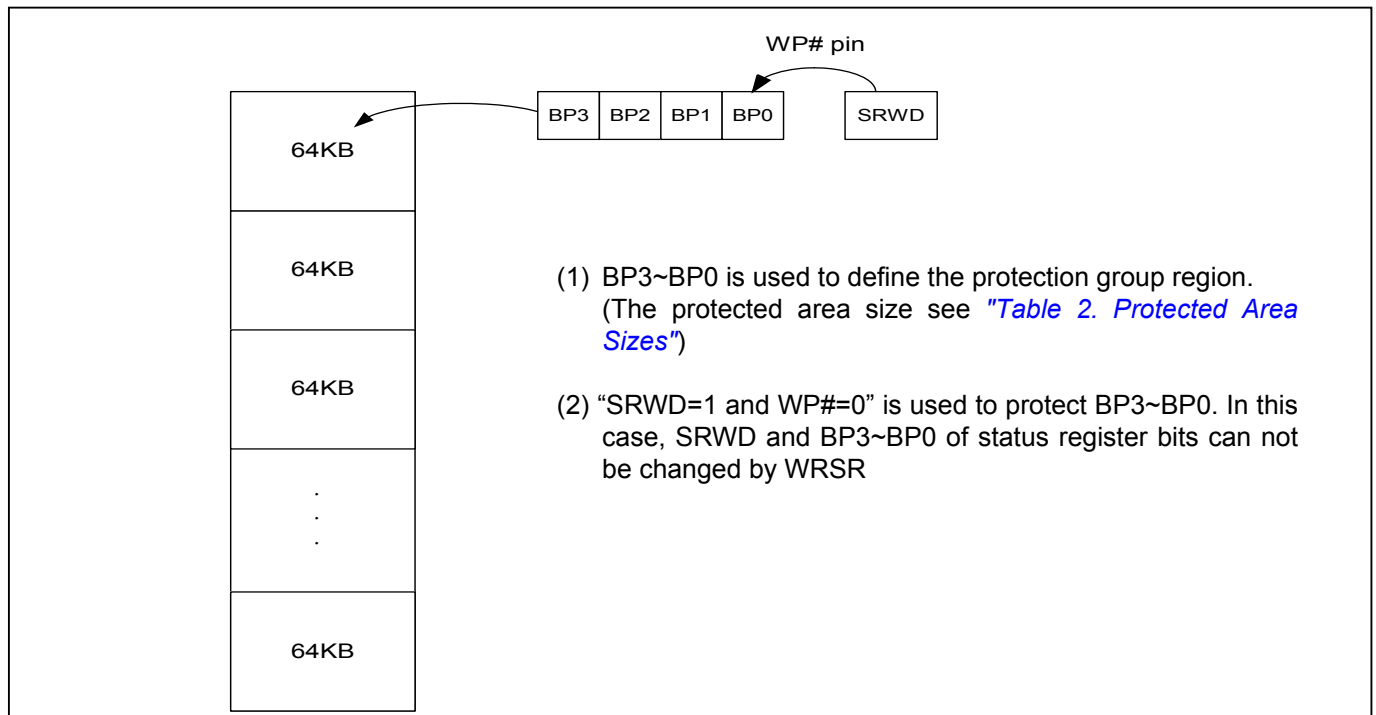 WP# pin
BP3 BP2 BP1 BP0 SRWD
64KB
64KB
64KB
.
.
.
64KB
(1) BP3~BP0 is used to define the protection group region.
(The protected area size see "Table 2. Protected Area
Sizes")
(2) “SRWD=1 and WP#=0” is used to protect BP3~BP0. In this
case, SRWD and BP3~BP0 of status register bits can not
be changed by WRSR